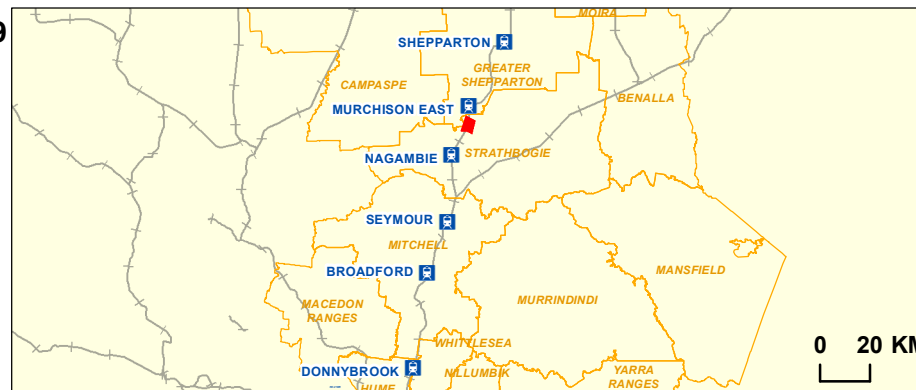 9
MOIRA
SHEPPARTON
GREATER
SHEPPARTON
CAMPASPE
BENALLA
MURCHISON EAST
NAGAMBIE
STRATHBOGIE
SEYMOUR
MITCHELL
BROADFORD
MANSFIELD
MURRINDINDI
MACEDON
RANGES
WHITTLESEA
0 20 KM
DONNYBROOK
NILLUMBIK
YARRA
RANGES
HUME